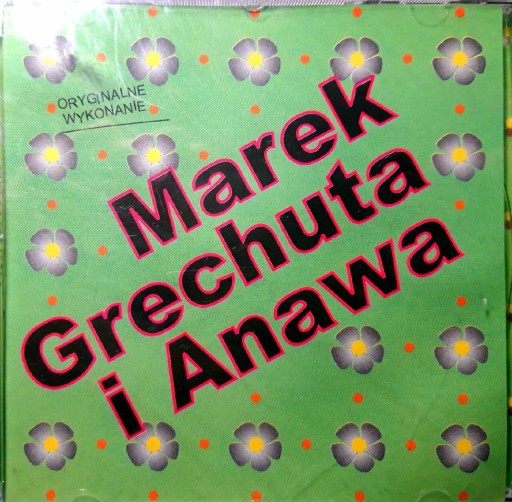 ORYGINALNE
WYKONANIE
Marek
Grechuta
i Anawa